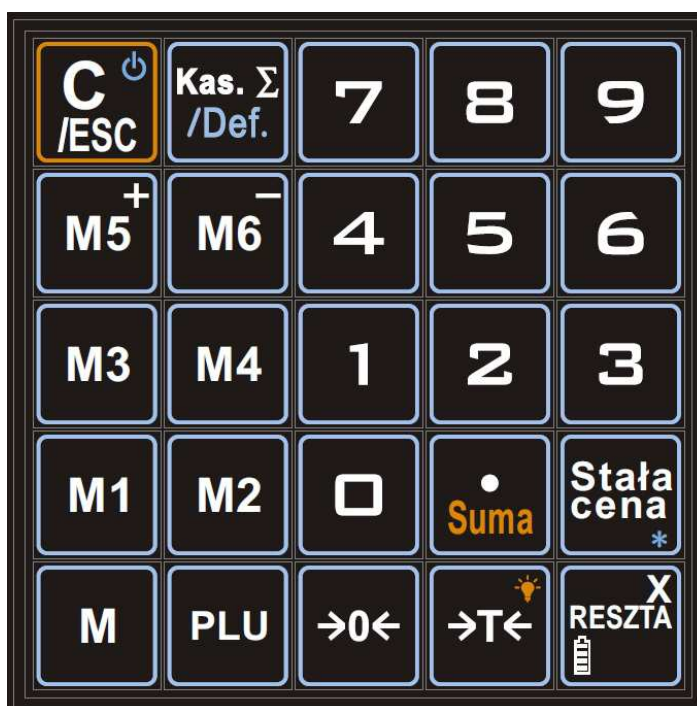 C
/ESC
Kas. Σ
/Def.
7
8
9
M5 +
M6 −
4
5
6
M3
M4
1
2
3
M1
M2
0
•
Suma
Stała
cena
*
M
PLU
→0←
→T←
X
RESZTA